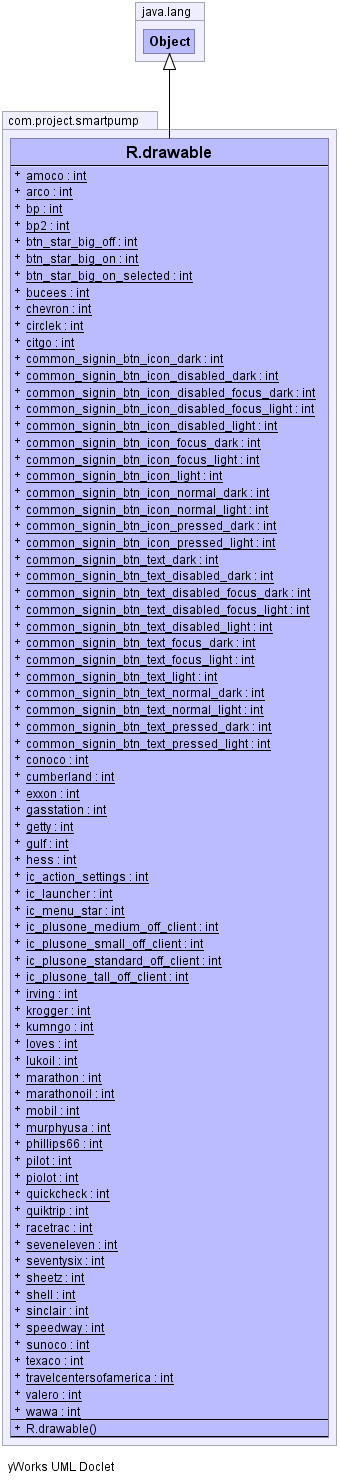 java.lang
Object
com.project.smartpump
R.drawable
+ amoco : int
+ arco : int
+ bp : int
+ bp2 : int
+ btn_star_big_off : int
+ btn_star_big_on : int
+ btn_star_big_on_selected : int
+ bucees : int
+ chevron : int
+ circlek : int
+ citgo : int
+ common_signin_btn_icon_dark : int
+ common_signin_btn_icon_disabled_dark : int
+ common_signin_btn_icon_disabled_focus_dark : int
+ common_signin_btn_icon_disabled_focus_light : int
+ common_signin_btn_icon_disabled_light : int
+ common_signin_btn_icon_focus_dark : int
+ common_signin_btn_icon_focus_light : int
+ common_signin_btn_icon_light : int
+ common_signin_btn_icon_normal_dark : int
+ common_signin_btn_icon_normal_light : int
+ common_signin_btn_icon_pressed_dark : int
+ common_signin_btn_icon_pressed_light : int
+ common_signin_btn_text_dark : int
+ common_signin_btn_text_disabled_dark : int
+ common_signin_btn_text_disabled_focus_dark : int
+ common_signin_btn_text_disabled_focus_light : int
+ common_signin_btn_text_disabled_light : int
+ common_signin_btn_text_focus_dark : int
+ common_signin_btn_text_focus_light : int
+ common_signin_btn_text_light : int
+ common_signin_btn_text_normal_dark : int
+ common_signin_btn_text_normal_light : int
+ common_signin_btn_text_pressed_dark : int
+ common_signin_btn_text_pressed_light : int
+ conoco : int
+ cumberland : int
+ exxon : int
+ gasstation : int
+ getty : int
+ gulf : int
+ hess : int
+ ic_action_settings : int
+ ic_launcher : int
+ ic_menu_star : int
+ ic_plusone_medium_off_client : int
+ ic_plusone_small_off_client : int
+ ic_plusone_standard_off_client : int
+ ic_plusone_tall_off_client : int
+ irving : int
+ krogger : int
+ kumngo : int
+ loves : int
+ lukoil : int
+ marathon : int
+ marathonoil : int
+ mobil : int
+ murphyusa : int
+ phillips66 : int
+ pilot : int
+ piolot : int
+ quickcheck : int
+ quiktrip : int
+ racetrac : int
+ seveneleven : int
+ seventysix : int
+ sheetz : int
+ shell : int
+ sinclair : int
+ speedway : int
+ sunoco : int
+ texaco : int
+ travelcentersofamerica : int
+ valero : int
+ wawa : int
+ R.drawable()
yWorks UML Doclet